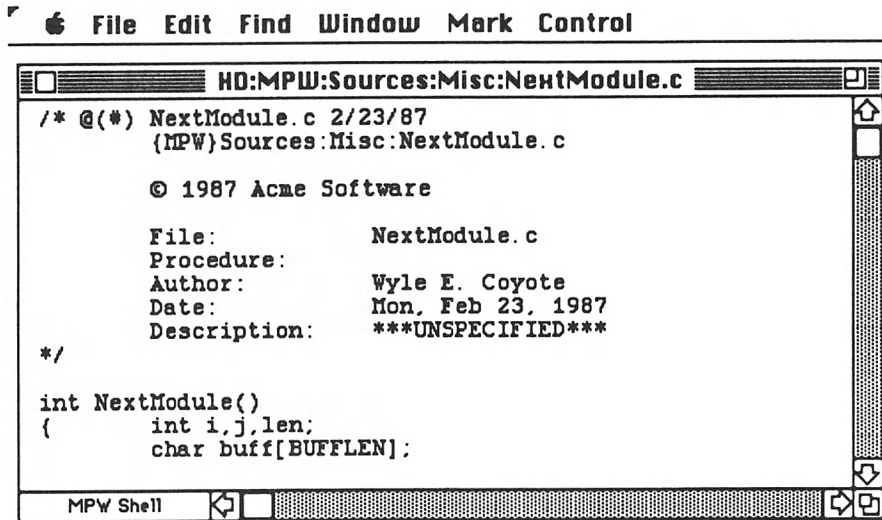 File Edit Find Window Mark Control
HD:MPW:Sources:Misc:NextModule.c
/* @(#) NextModule.c 2/23/87
{MPW}Sources:Misc:NextModule.c
© 1987 Acme Software
File: NextModule.c
Procedure:
Author: Wyle E. Coyote
Date: Mon, Feb 23, 1987
Description: ***UNSPECIFIED***
*/
int NextModule()
{ int i,j,len;
char buff[BUFFLEN];
MPW Shell